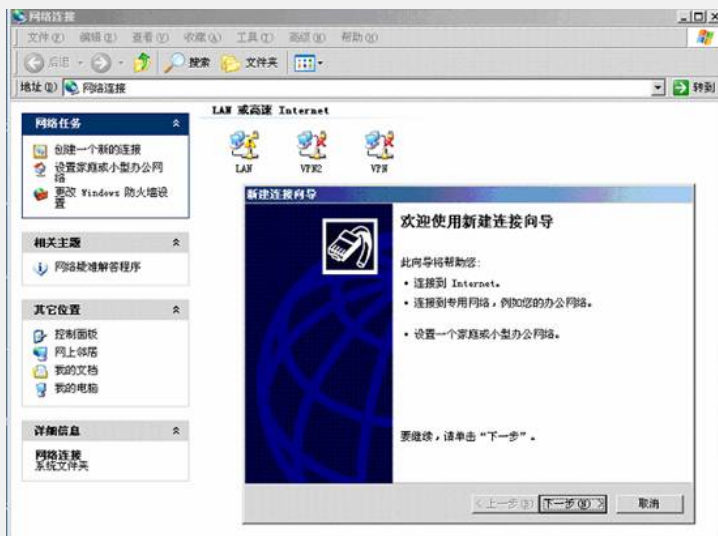 网络连接
文件(F) 编辑(E) 查看(V) 收藏(A) 工具(T) 高级(N) 帮助(H)
后退 搜索 文件夹
地址(D) 网络连接 转到
LAN 或高速 Internet
网络任务
创建一个新的连接
设置家庭或小型办公网
络
更改 Windows 防火墙设
置
LAN VPN2 VPN
相关主题
网络疑难解答程序
其它位置
控制面板
网上邻居
我的文档
我的电脑
详细信息
网络连接
系统文件夹
新建连接向导
欢迎使用新建连接向导
此向导将帮助您:
• 连接到 Internet。
• 连接到专用网络,例如您的办公网络。
• 设置一个家庭或小型办公网络。
要继续,请单击“下一步”。
<上一步(B) 下一步(N) > 取消